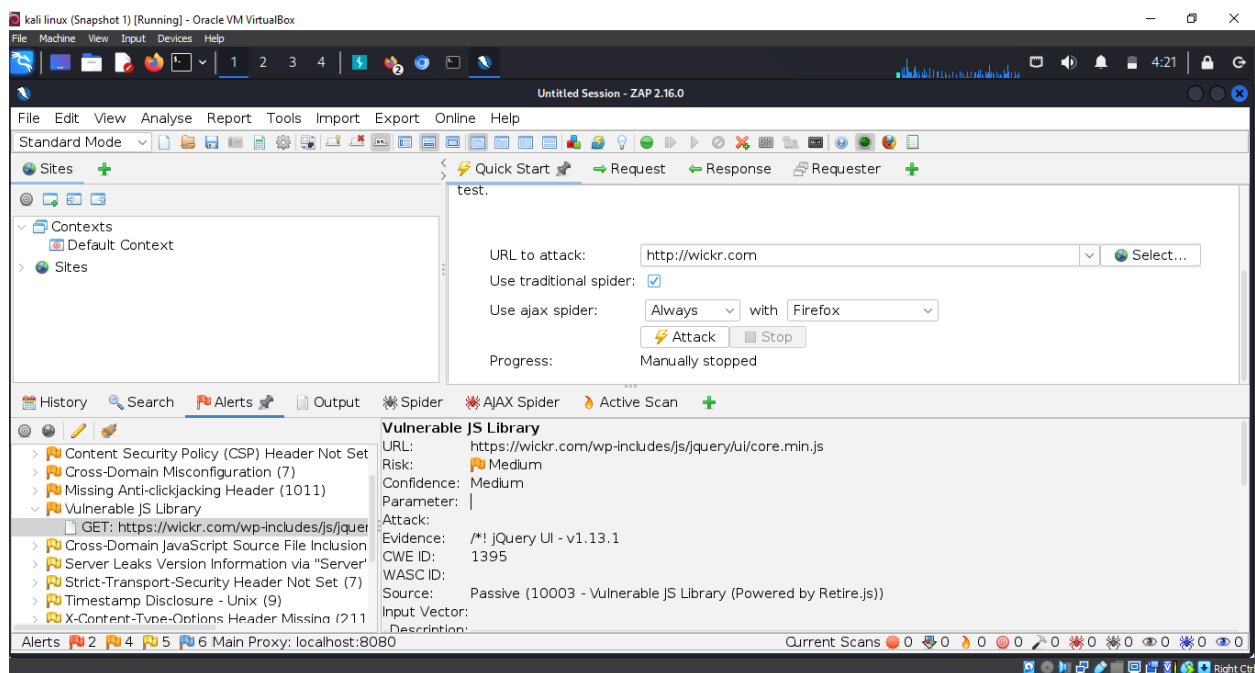 kali linux (Snapshot 1) [Running] - Oracle VM VirtualBox
File Machine View Input Devices Help
1 2 3 4 4:21
Untitled Session - ZAP 2.16.0
File Edit View Analyse Report Tools Import Export Online Help
Standard Mode
Sites
Quick Start Request Response Requester
test.
Contexts
Default Context
Sites
URL to attack: http://wickr.com Select...
Use traditional spider:
Use ajax spider: Always with Firefox
Attack Stop
Progress: Manually stopped
History Search Alerts Output Spider AJAX Spider Active Scan
Content Security Policy (CSP) Header Not Set
Cross-Domain Misconfiguration (7)
Missing Anti-clickjacking Header (1011)
Vulnerable JS Library
GET: https://wickr.com/wp-includes/js/jquer
Cross-Domain JavaScript Source File Inclusion
Server Leaks Version Information via "Server"
Strict-Transport-Security Header Not Set (7)
Timestamp Disclosure - Unix (9)
X-Content-Type-Options Header Missing (211
Vulnerable JS Library
URL: https://wickr.com/wp-includes/js/jquery/ui/core.min.js
Risk: Medium
Confidence: Medium
Parameter:
Attack:
Evidence: /*! jQuery UI - v1.13.1
CWE ID: 1395
WASC ID:
Source: Passive (10003 - Vulnerable JS Library (Powered by Retire.js))
Input Vector:
Description:
Alerts 2 4 5 6 Main Proxy: localhost:8080 Current Scans 0 0 0 0 0 0 0 0 0 0
Right Ctrl